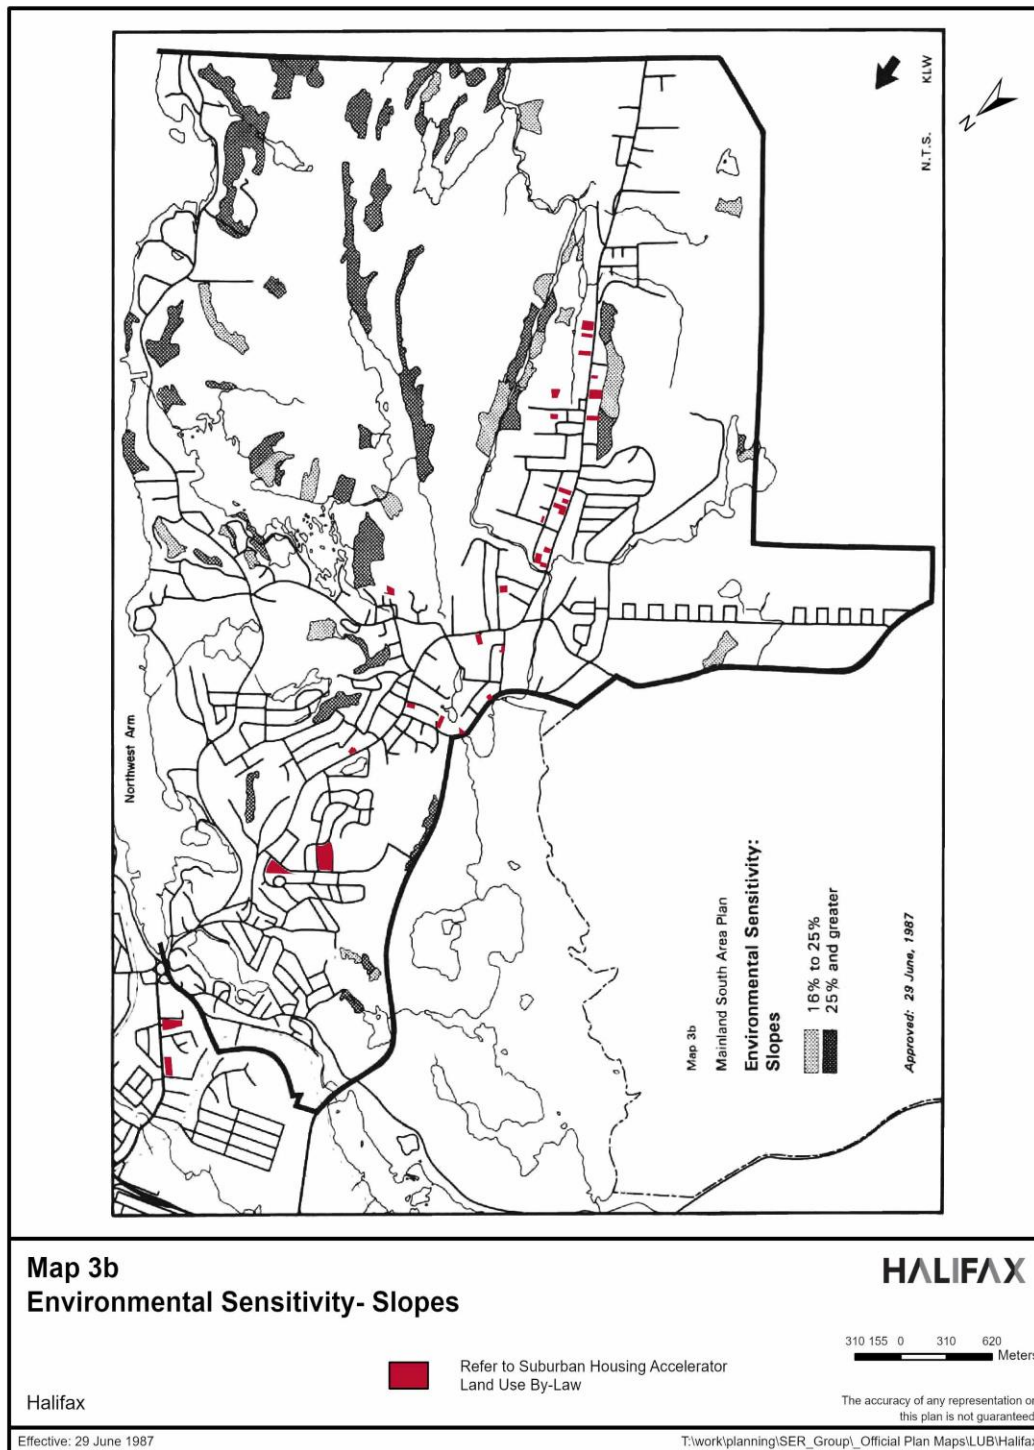 KLW
N.T.S.
N
Northwest Arm
Map 3b
Mainland South Area Plan
Environmental Sensitivity:
Slopes
16% to 25%
25% and greater
Approved: 29 June, 1987
Map 3b
Environmental Sensitivity- Slopes
HALIFAX
310 155 0 310 620
Meters
Refer to Suburban Housing Accelerator
Land Use By-Law
Halifax
The accuracy of any representation on
this plan is not guaranteed
Effective: 29 June 1987
T:\work\planning\SER_Group\_Official Plan Maps\LUB\Halifax